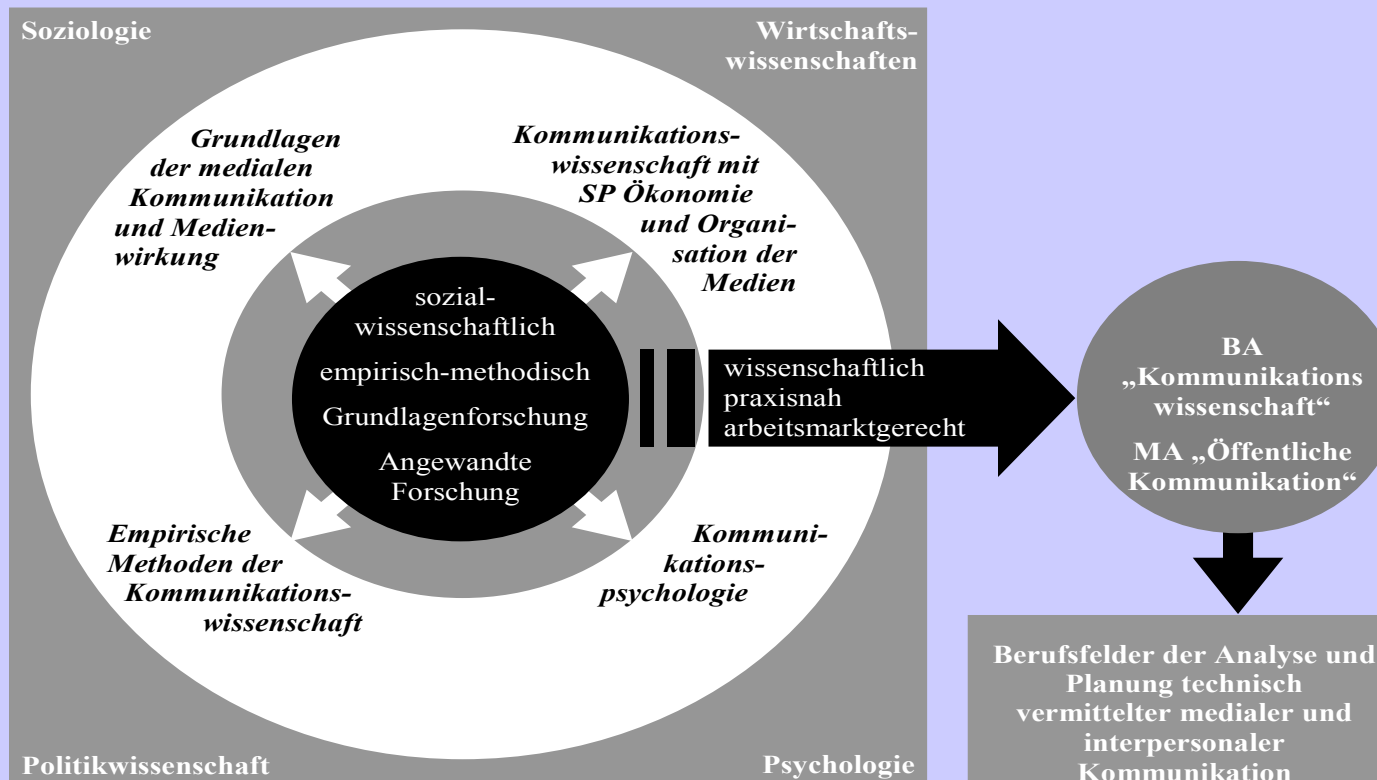 Soziologie
Wirtschafts-
wissenschaften
Grundlagen
der medialen
Kommunikation
und Medien-
wirkung
Kommunikations-
wissenschaft mit
SP Ökonomie
und Organi-
sation der
Medien
sozial-
wissenschaftlich
empirisch-methodisch
Grundlagenforschung
Angewandte
Forschung
wissenschaftlich
praxisnah
arbeitsmarktgerecht
BA
„Kommunikations
wissenschaft“
MA „Öffentliche
Kommunikation“
Empirische
Methoden der
Kommunikations-
wissenschaft
Kommuni-
kations-
psychologie
Berufsfelder der Analyse und
Planung technisch
vermittelter medialer und
interpersonaler
Kommunikation
Politikwissenschaft
Psychologie